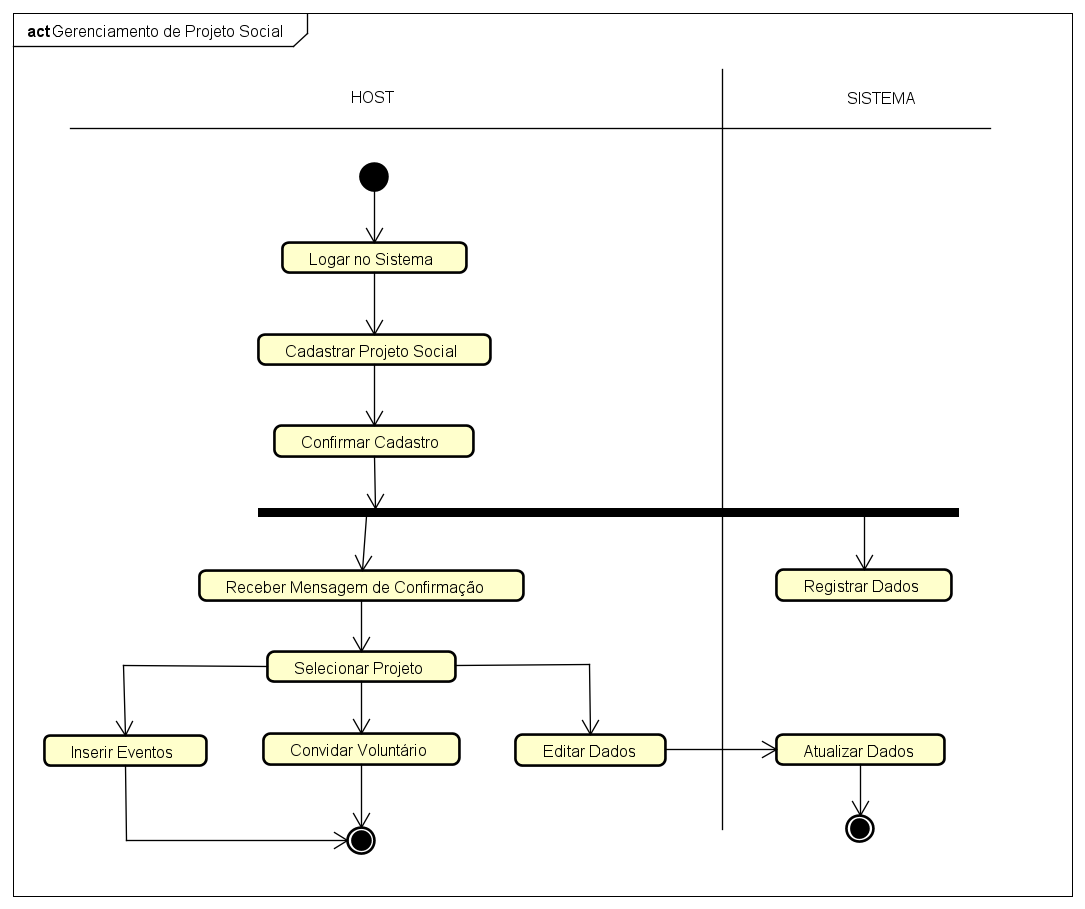 act Gerenciamento de Projeto Social
HOST
SISTEMA
Logar no Sistema
Cadastrar Projeto Social
Confirmar Cadastro
Receber Mensagem de Confirmação
Registrar Dados
Selecionar Projeto
Inserir Eventos
Convidar Voluntário
Editar Dados
Atualizar Dados